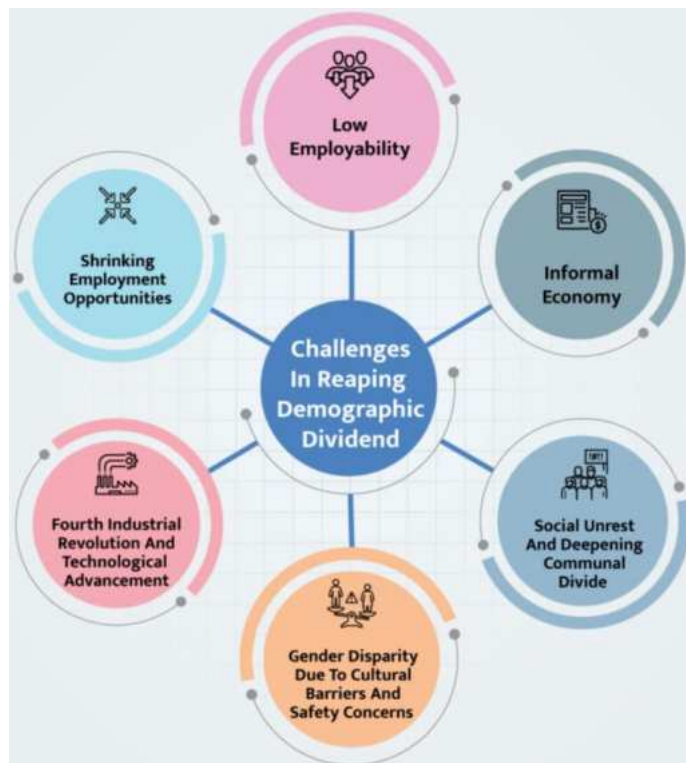 Low
Employability
Shrinking
Employment
Opportunities
Informal
Economy
Challenges
In Reaping
Demographic
Dividend
Fourth Industrial
Revolution And
Technological
Advancement
Social Unrest
And Deepening
Communal
Divide
Gender Disparity
Due To Cultural
Barriers And
Safety Concerns